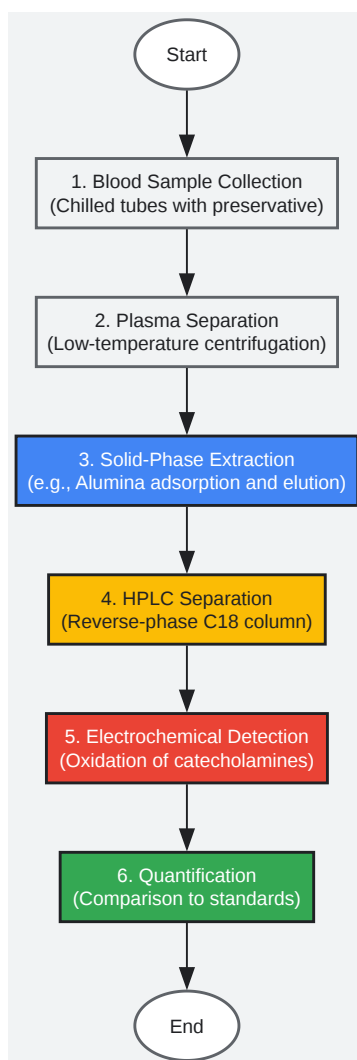 Start
1. Blood Sample Collection
(Chilled tubes with preservative)
2. Plasma Separation
(Low-temperature centrifugation)
3. Solid-Phase Extraction
(e.g., Alumina adsorption and elution)
4. HPLC Separation
(Reverse-phase C18 column)
5. Electrochemical Detection
(Oxidation of catecholamines)
6. Quantification
(Comparison to standards)
End